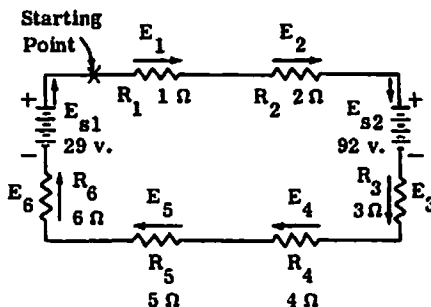 Starting
Point
E1
E2
R1 1 Ω
R2 2 Ω
+
Es1
29 v.
−
+
Es2
92 v.
−
E6
R6
6 Ω
E5
E4
R3
3 Ω
E3
R5
5 Ω
R4
4 Ω